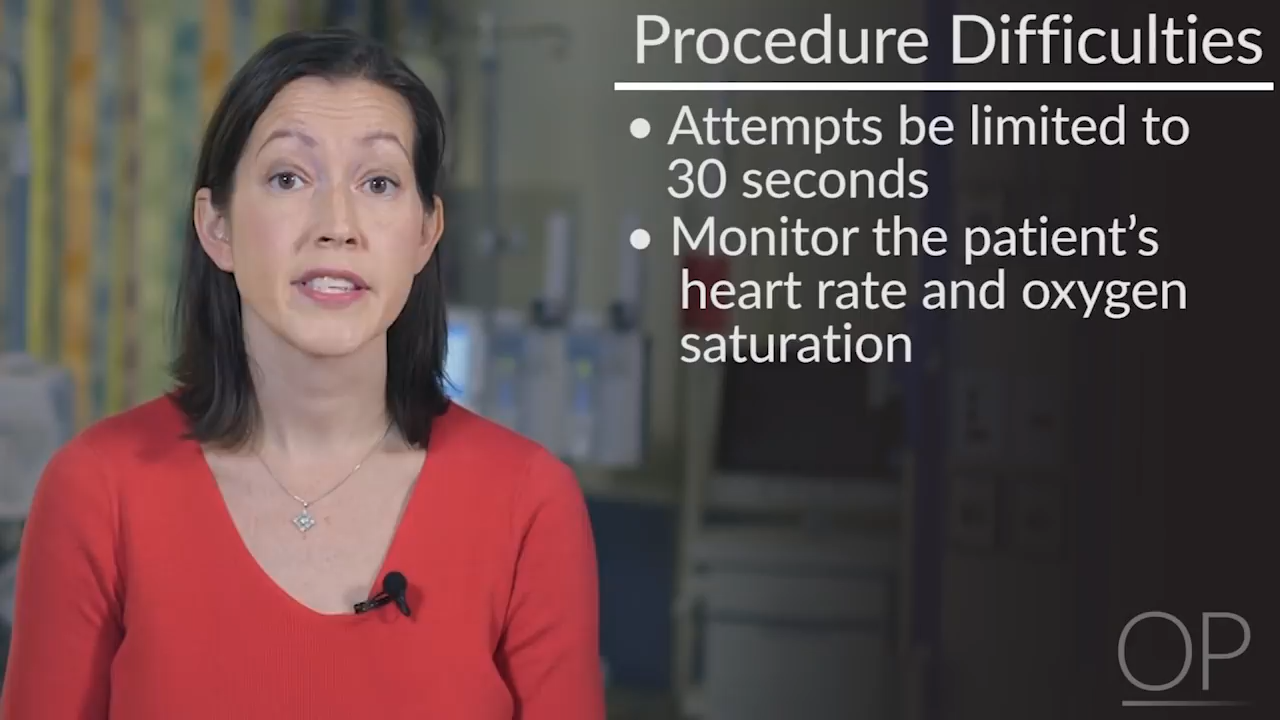 Procedure Difficulties
• Attempts be limited to
30 seconds
• Monitor the patient’s
heart rate and oxygen
saturation
OP